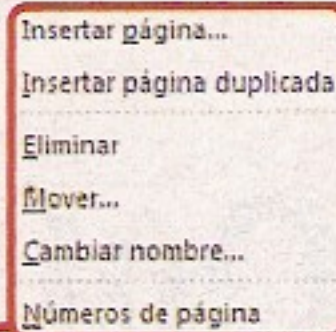 Insertar página...
Insertar página duplicada
Eliminar
Mover...
Cambiar nombre...
Números de página